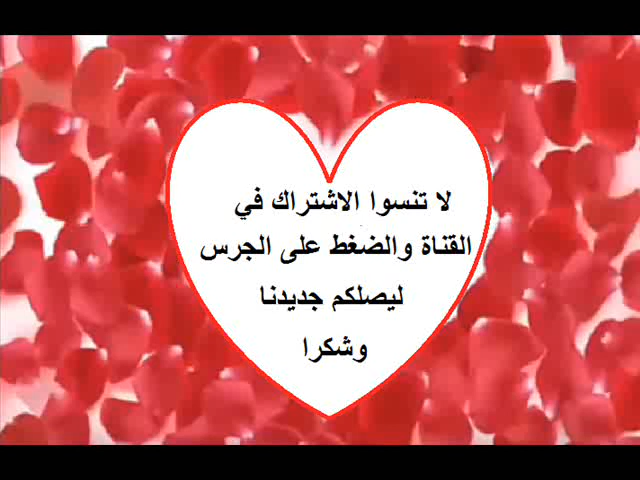 لا تنسوا الاشتراك في
القناة والضغط على الجرس
ليصلكم جديدنا
وشكرا